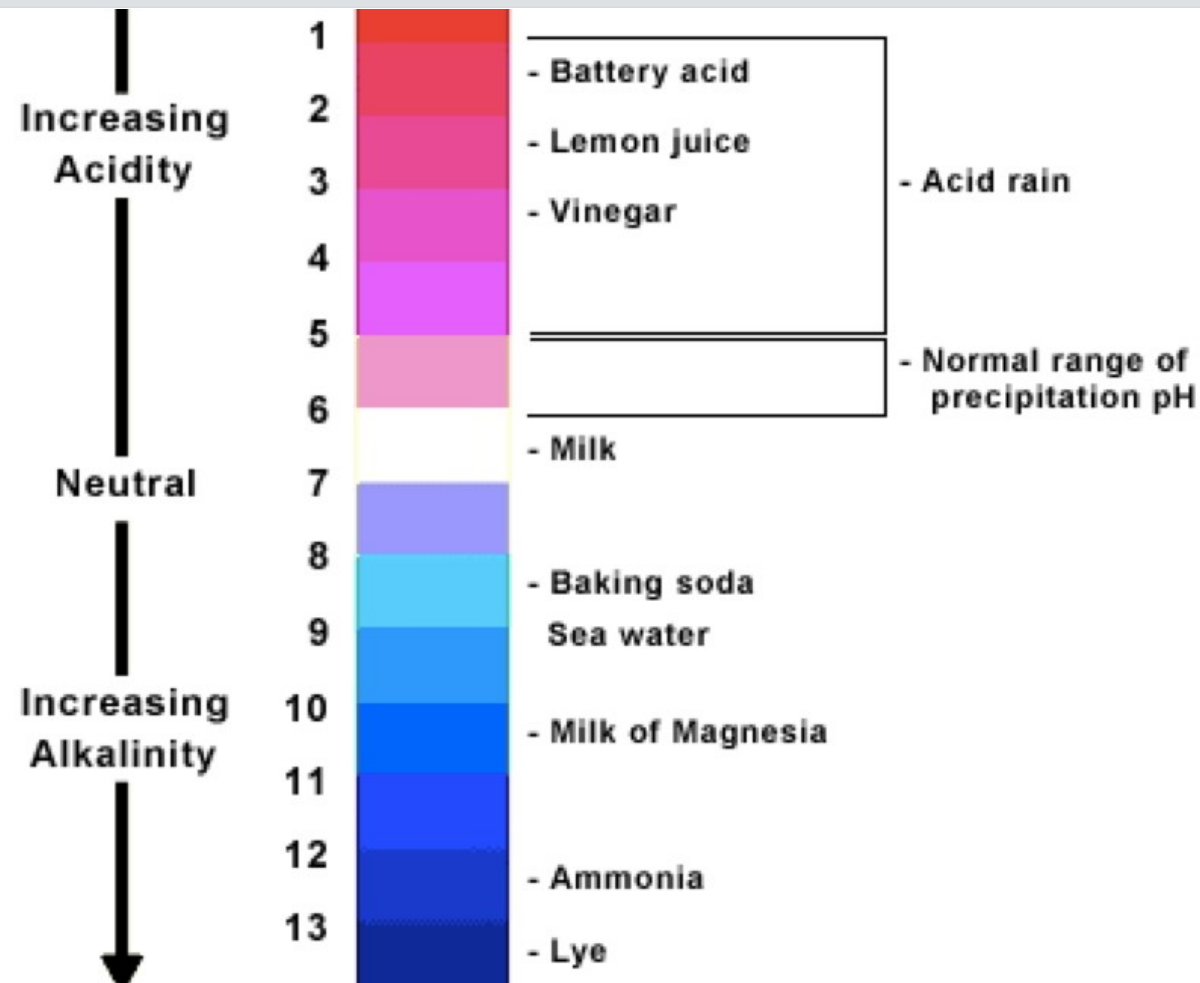 Increasing
Acidity
Neutral
Increasing
Alkalinity
1
2
3
4
5
6
7
8
9
10
11
12
13
- Battery acid
- Lemon juice
- Vinegar
- Milk
- Baking soda
Sea water
- Milk of Magnesia
- Ammonia
- Lye
- Acid rain
- Normal range of
precipitation pH